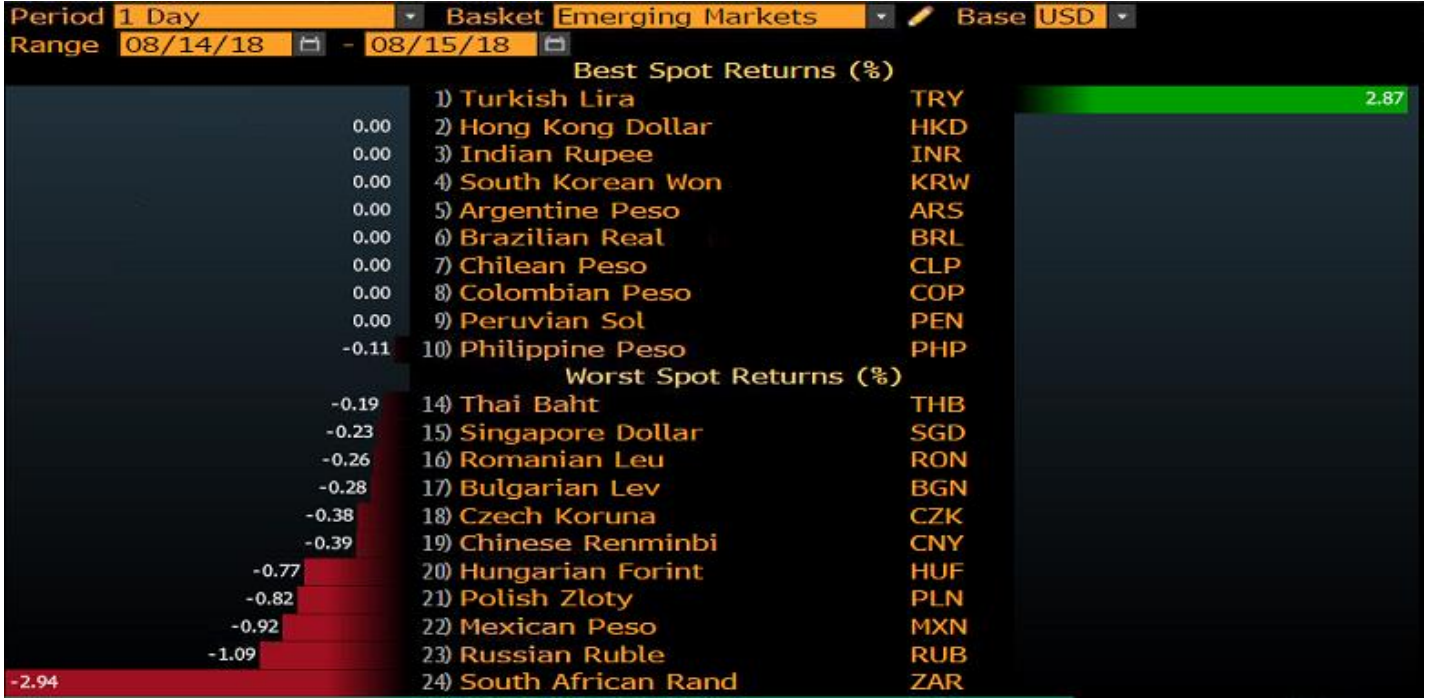 Period 1 Day Basket Emerging Markets Base USD
Range 08/14/18 - 08/15/18
Best Spot Returns (%)
1) Turkish Lira TRY 2.87
0.00 2) Hong Kong Dollar HKD
0.00 3) Indian Rupee INR
0.00 4) South Korean Won KRW
0.00 5) Argentine Peso ARS
0.00 6) Brazilian Real BRL
0.00 7) Chilean Peso CLP
0.00 8) Colombian Peso COP
0.00 9) Peruvian Sol PEN
-0.11 10) Philippine Peso PHP
Worst Spot Returns (%)
-0.19 14) Thai Baht THB
-0.23 15) Singapore Dollar SGD
-0.26 16) Romanian Leu RON
-0.28 17) Bulgarian Lev BGN
-0.38 18) Czech Koruna CZK
-0.39 19) Chinese Renminbi CNY
-0.77 20) Hungarian Forint HUF
-0.82 21) Polish Zloty PLN
-0.92 22) Mexican Peso MXN
-1.09 23) Russian Ruble RUB
-2.94 24) South African Rand ZAR